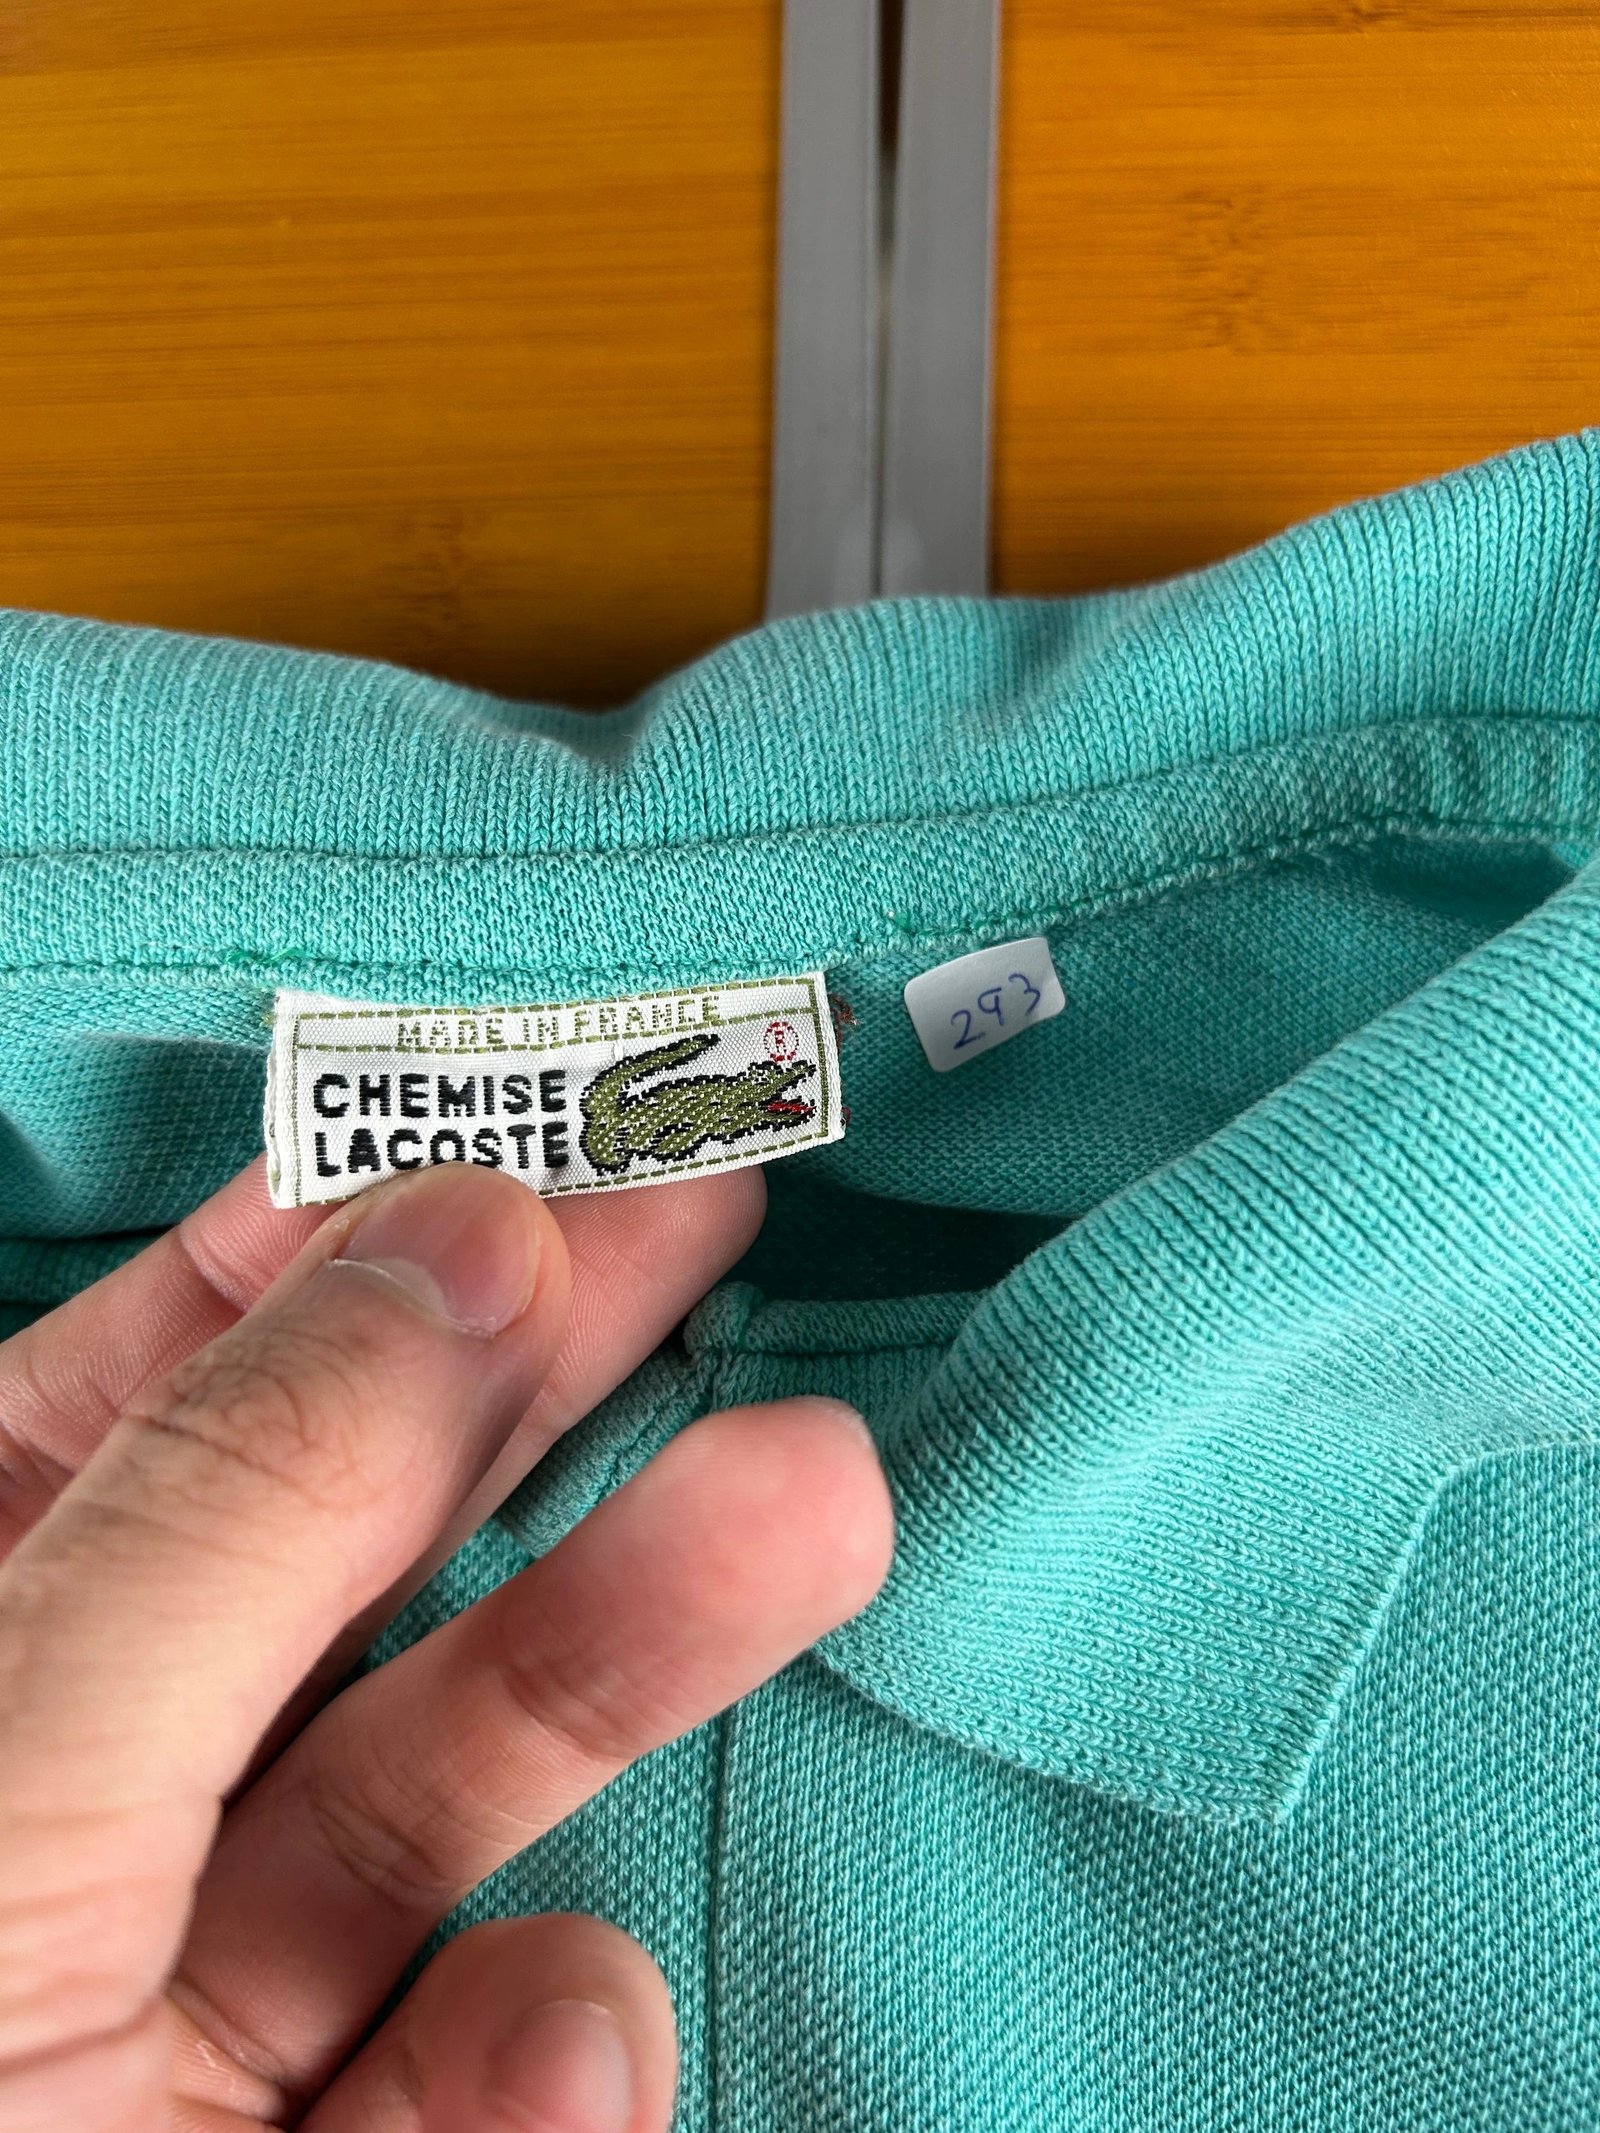 MADE IN FRANCE
CHEMISE
LACOSTE
®
293